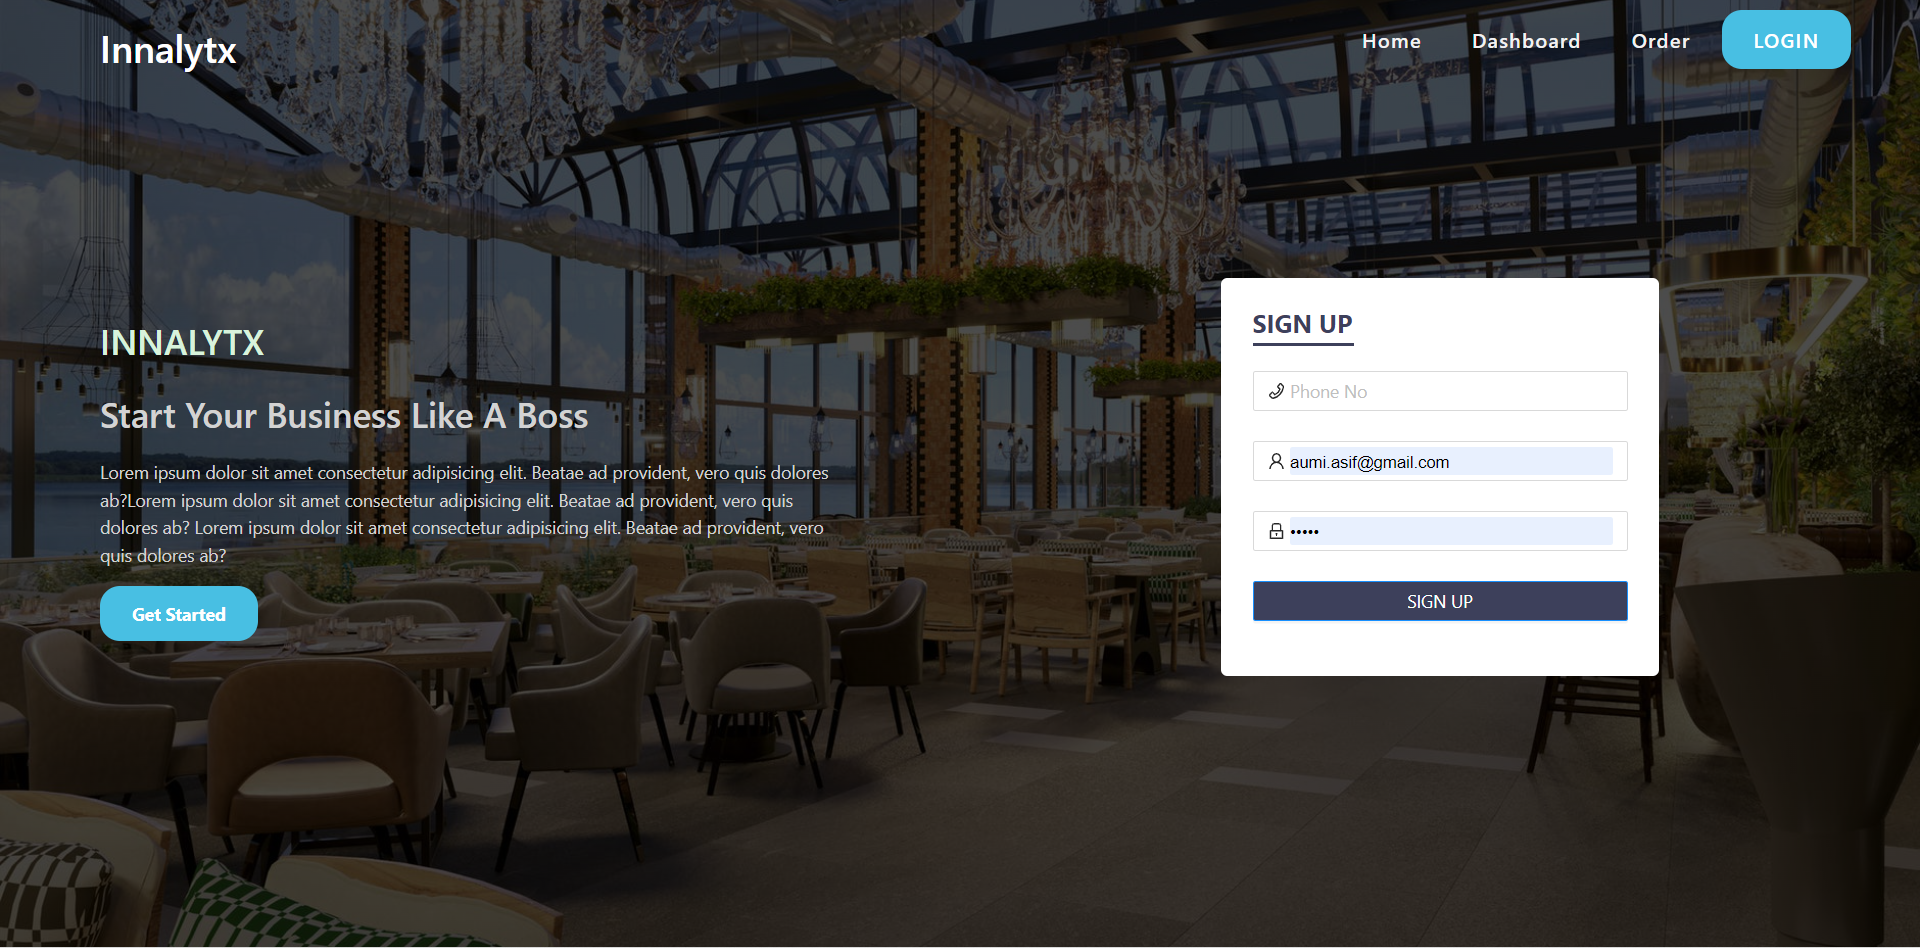 Innalytx
Home
Dashboard
Order
LOGIN
INNALYTX
Start Your Business Like A Boss
Lorem ipsum dolor sit amet consectetur adipisicing elit. Beatae ad provident, vero quis dolores
ab?Lorem ipsum dolor sit amet consectetur adipisicing elit. Beatae ad provident, vero quis
dolores ab? Lorem ipsum dolor sit amet consectetur adipisicing elit. Beatae ad provident, vero
quis dolores ab?
Get Started
SIGN UP
Phone No
aumi.asif@gmail.com
•••••
SIGN UP